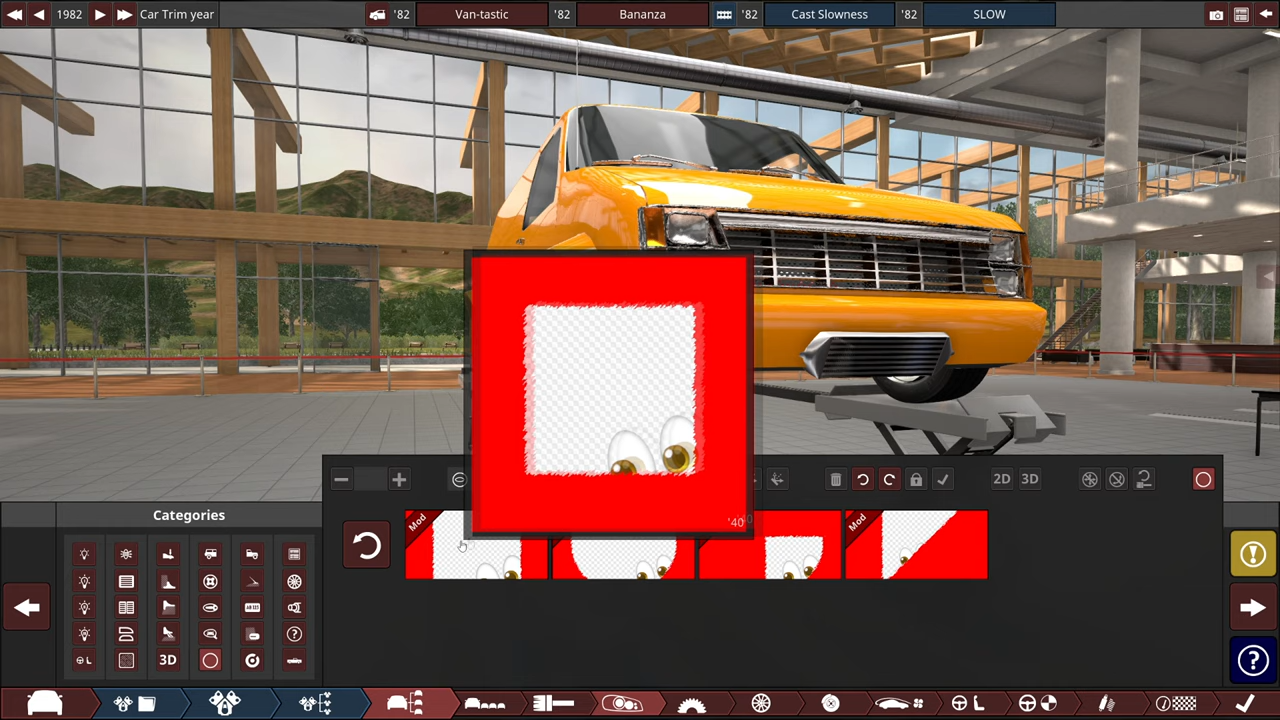 1982 Car Trim year '82 Van-tastic '82 Bananza '82 Cast Slowness '82 SLOW
'40
2D 3D
Categories
Mod Mod
L 3D ?
! ?